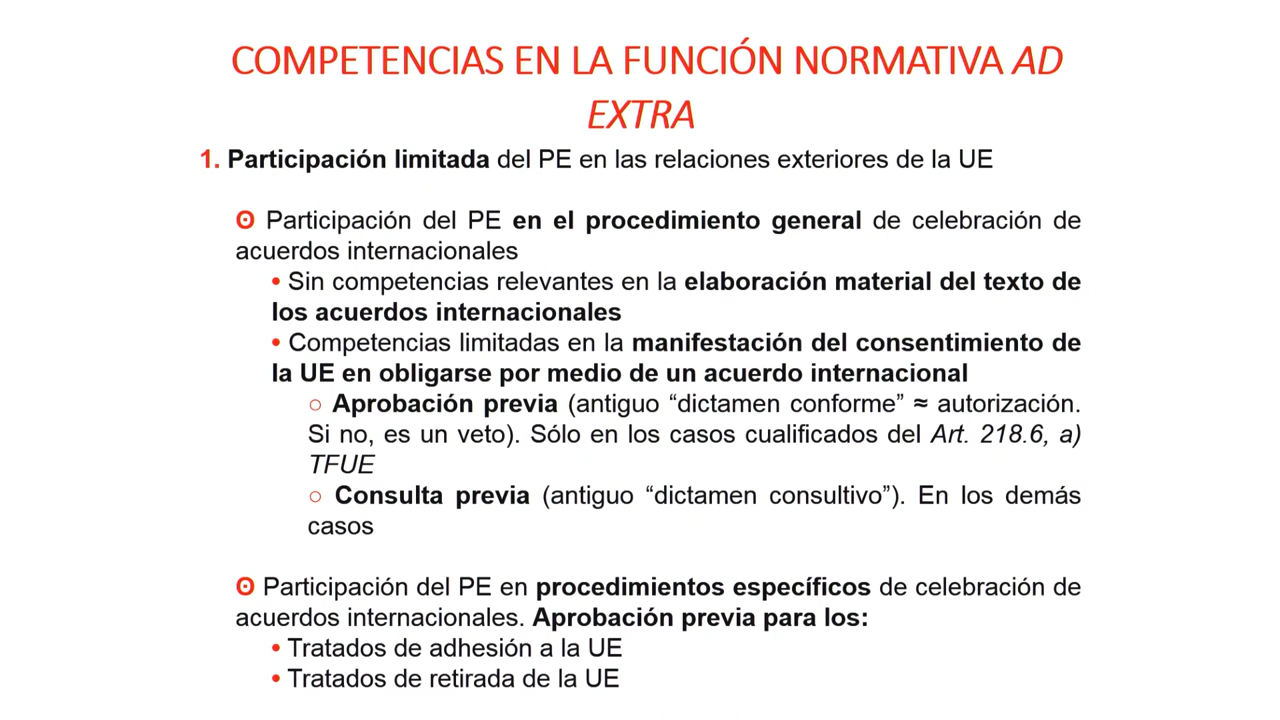 COMPETENCIAS EN LA FUNCIÓN NORMATIVA AD
EXTRA
1. Participación limitada del PE en las relaciones exteriores de la UE
ʘ Participación del PE en el procedimiento general de celebración de
acuerdos internacionales
• Sin competencias relevantes en la elaboración material del texto de
los acuerdos internacionales
• Competencias limitadas en la manifestación del consentimiento de
la UE en obligarse por medio de un acuerdo internacional
○ Aprobación previa (antiguo “dictamen conforme” ≈ autorización.
Si no, es un veto). Sólo en los casos cualificados del Art. 218.6, a)
TFUE
○ Consulta previa (antiguo “dictamen consultivo”). En los demás
casos
ʘ Participación del PE en procedimientos específicos de celebración de
acuerdos internacionales. Aprobación previa para los:
• Tratados de adhesión a la UE
• Tratados de retirada de la UE